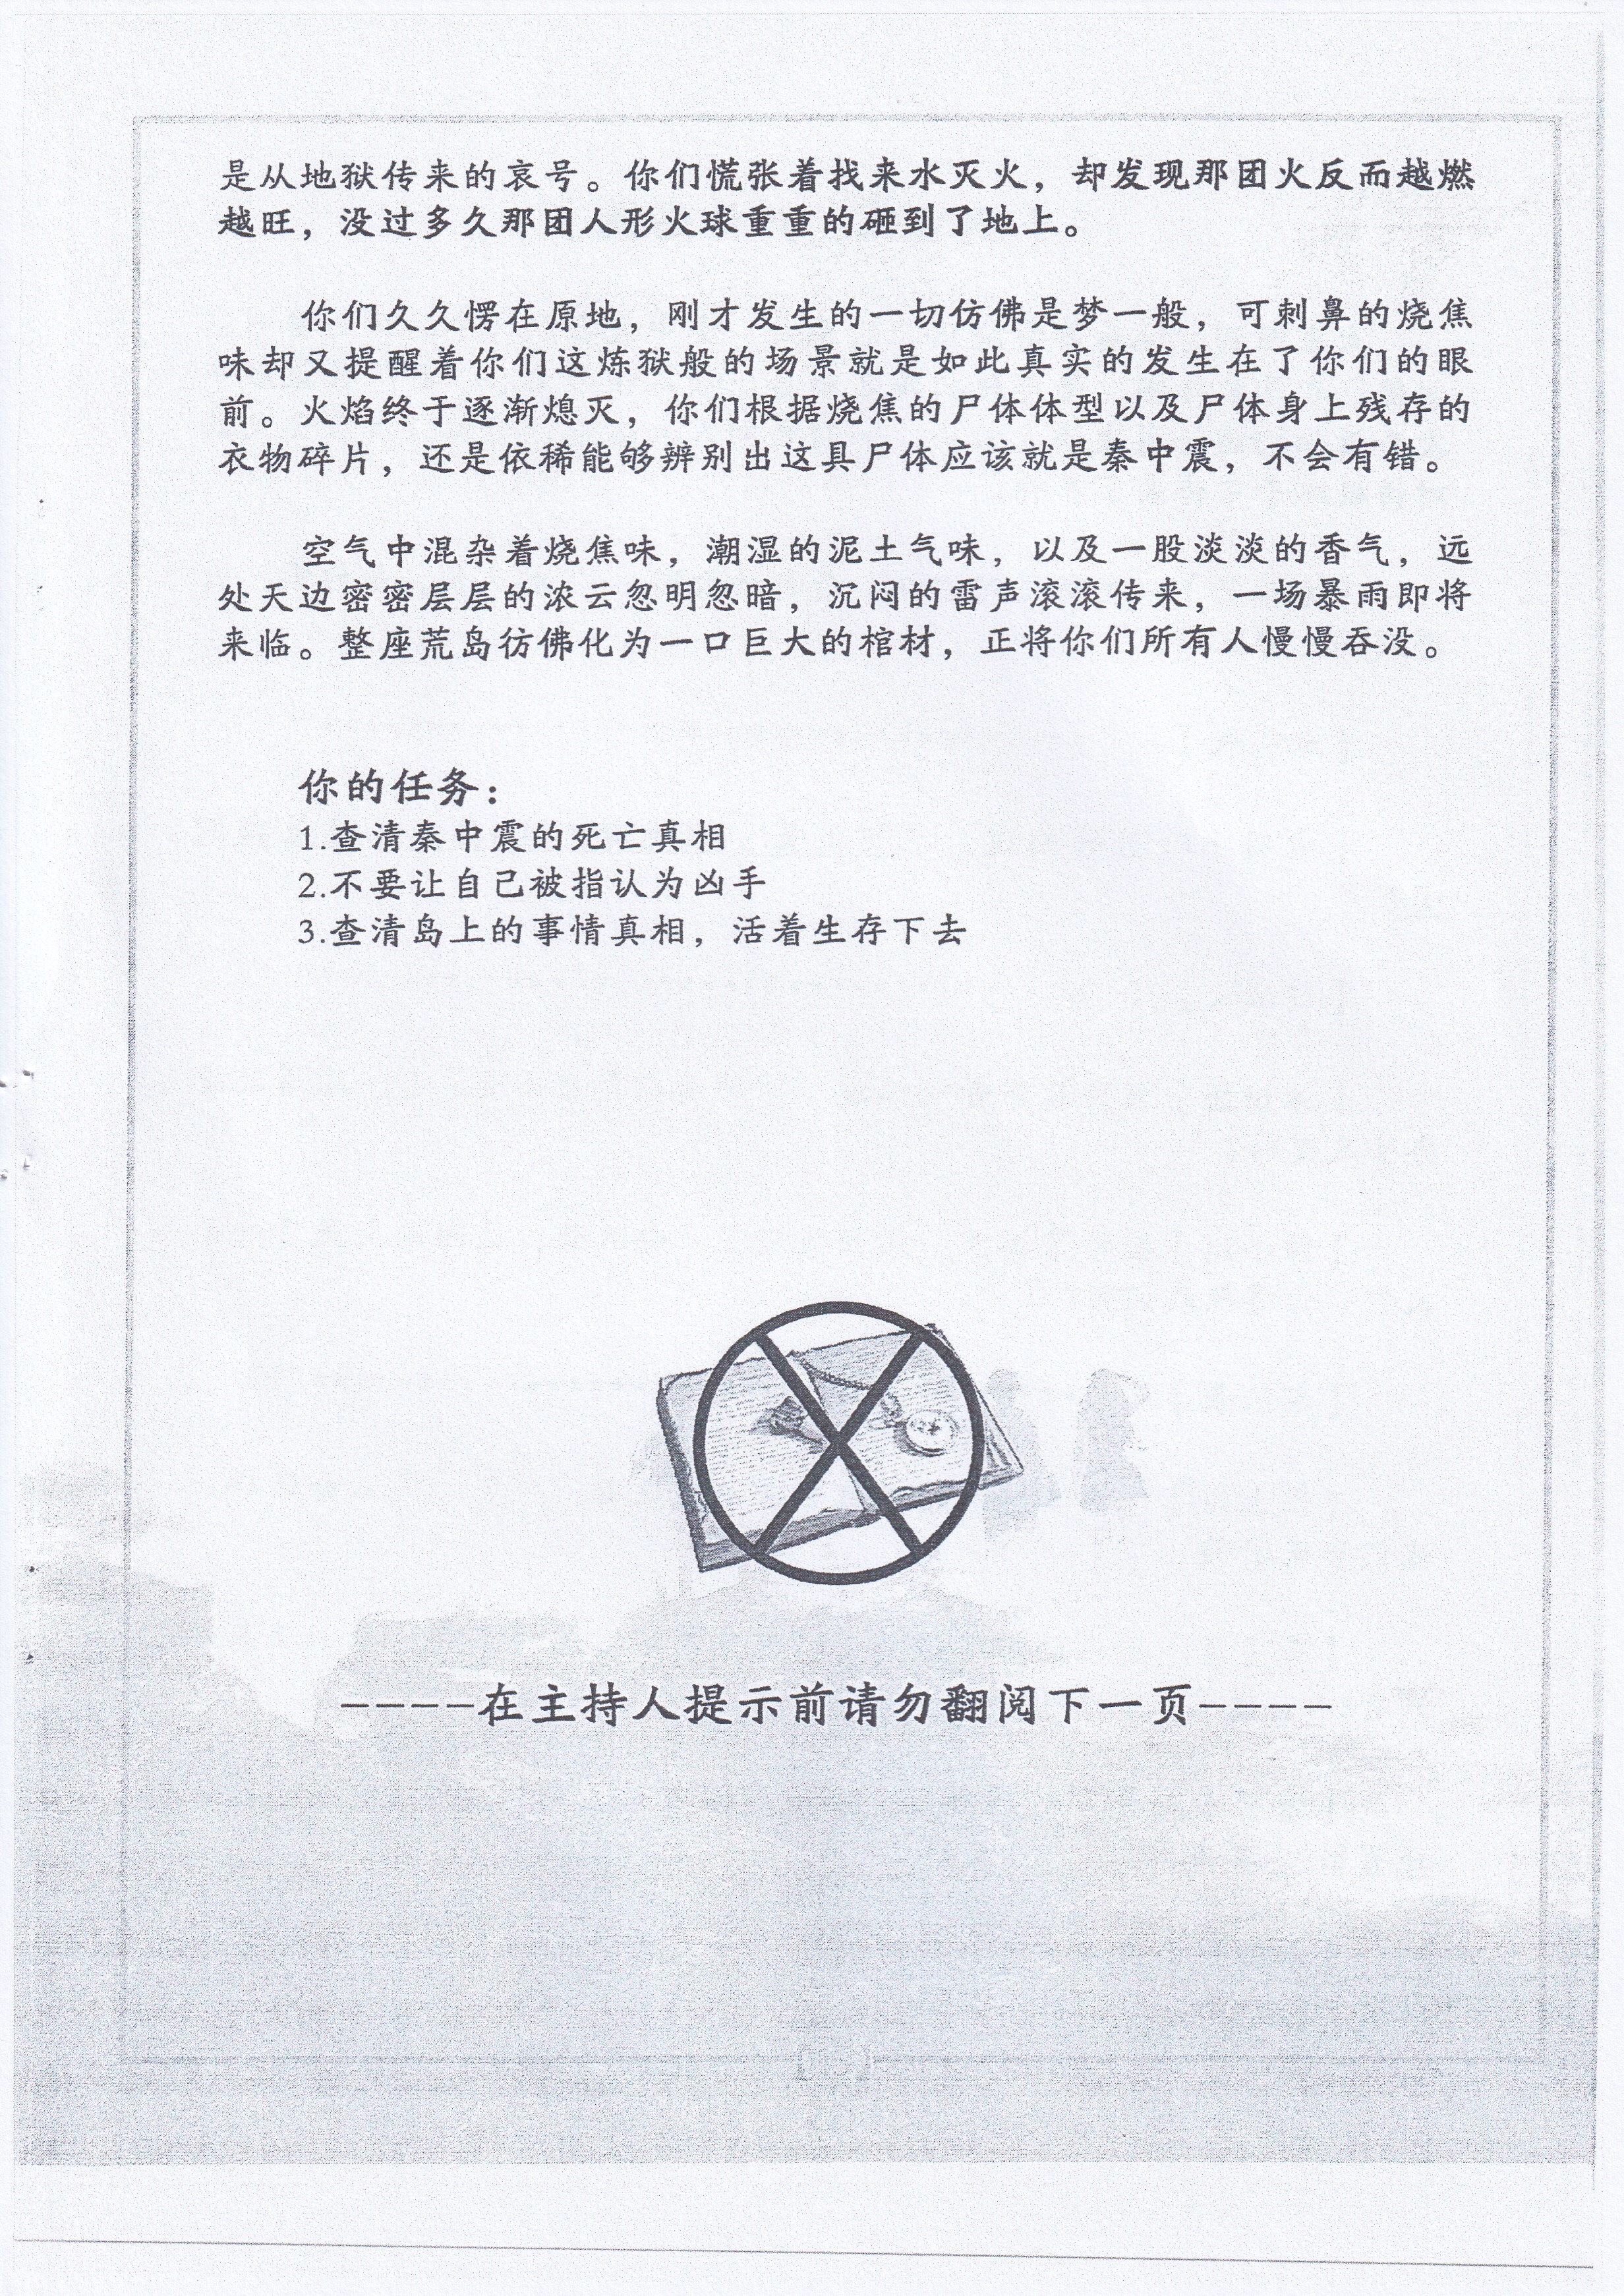 是从地狱传来的哀号。你们慌张着找来水灭火，却发现那团火反而越燃
越旺，没过多久那团人形火球重重的砸到了地上。
你们久久愣在原地，刚才发生的一切仿佛是梦一般，可刺鼻的烧焦
味却又提醒着你们这炼狱般的场景就是如此真实的发生在了你们的眼
前。火焰终于逐渐熄灭，你们根据烧焦的尸体体型以及尸体身上残存的
衣物碎片，还是依稀能够辨别出这具尸体应该就是秦中震，不会有错。
空气中混杂着烧焦味，潮湿的泥土气味，以及一股淡淡的香气，远
处天边密密层层的浓云忽明忽暗，沉闷的雷声滚滚传来，一场暴雨即将
来临。整座荒岛彷佛化为一口巨大的棺材，正将你们所有人慢慢吞没。
你的任务：
1.查清秦中震的死亡真相
2.不要让自己被指认为凶手
3.查清岛上的事情真相，活着生存下去
----在主持人提示前请勿翻阅下一页----